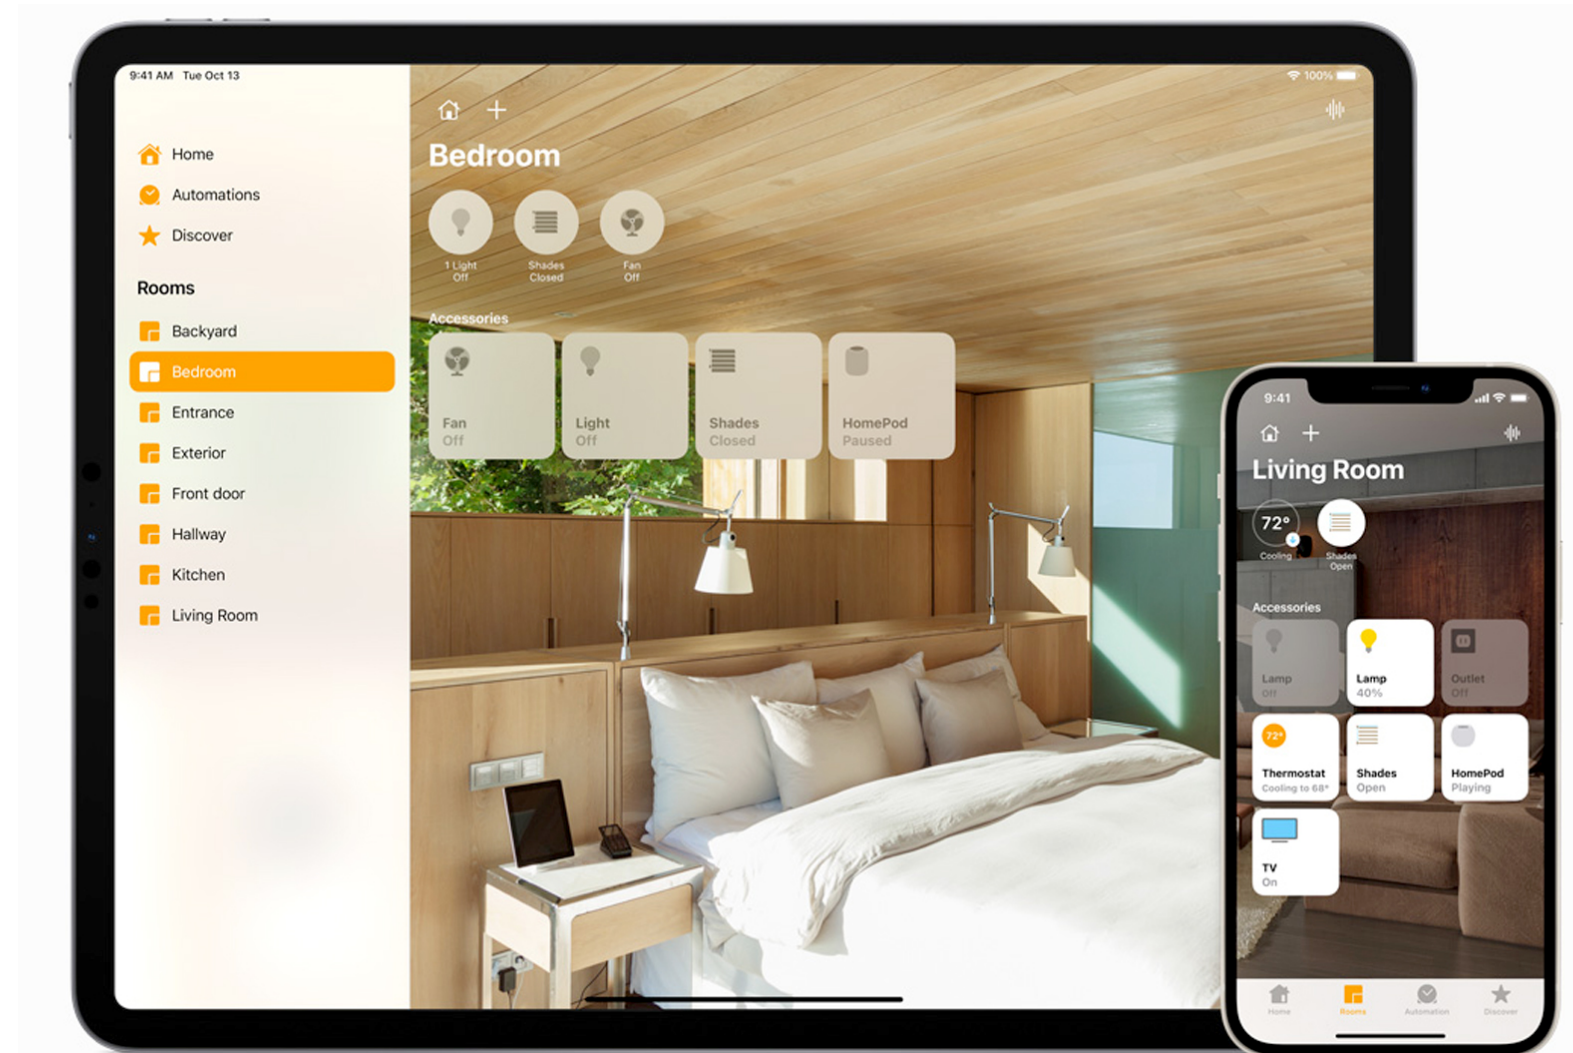 9:41 AM Tue Oct 13
100%
Home
Automations
Discover
Rooms
Backyard
Bedroom
Entrance
Exterior
Front door
Hallway
Kitchen
Living Room
Bedroom
1 Light
Off
Shades
Closed
Fan
Off
Accessories
Fan
Off
Light
Off
Shades
Closed
HomePod
Paused
9:41
Living Room
72°
Cooling
Shades
Open
Accessories
Lamp
Off
Lamp
40%
Outlet
Off
72°
Thermostat
Cooling to 68°
Shades
Open
HomePod
Playing
TV
On
Home
Rooms
Automation
Discover